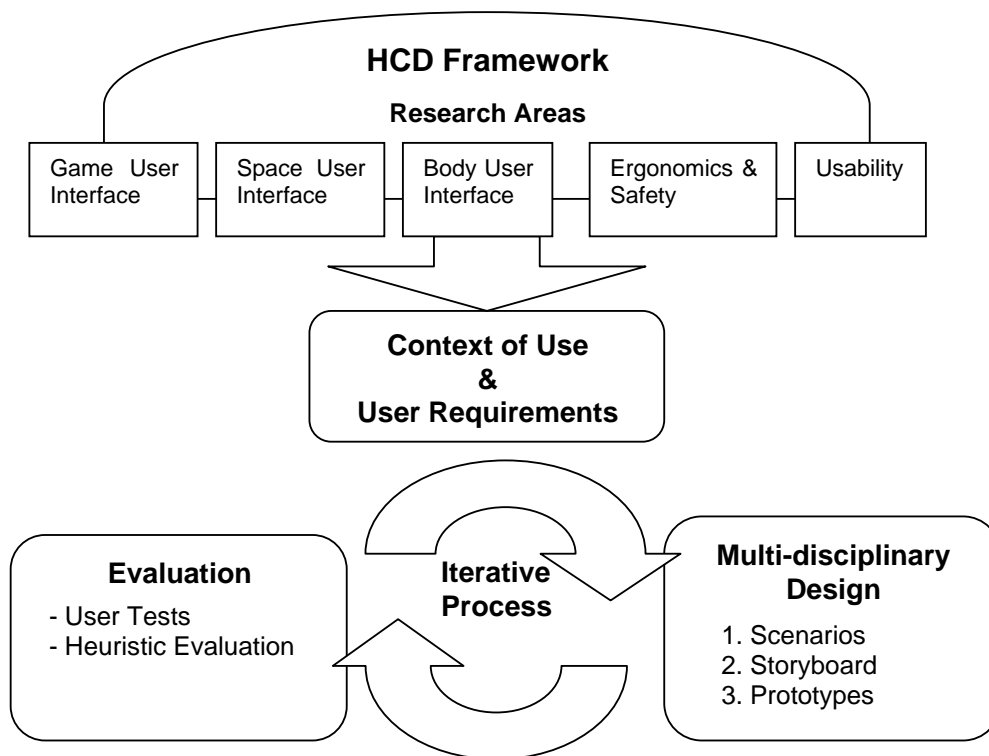 HCD Framework
Research Areas
Game User
Interface
Space User
Interface
Body User
Interface
Ergonomics &
Safety
Usability
Context of Use
&
User Requirements
Evaluation
- User Tests
- Heuristic Evaluation
Iterative
Process
Multi-disciplinary
Design
1. Scenarios
2. Storyboard
3. Prototypes